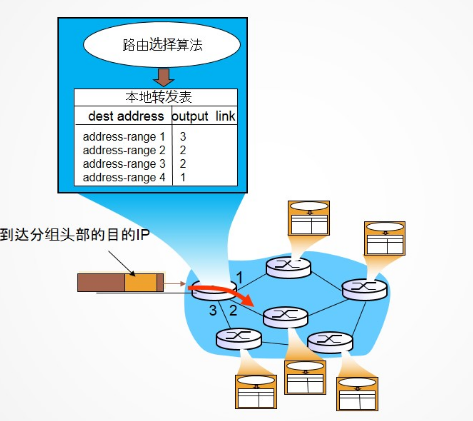 路由选择算法
本地转发表
dest address output link
address-range 1 3
address-range 2 2
address-range 3 2
address-range 4 1
到达分组头部的目的IP
1
3 2